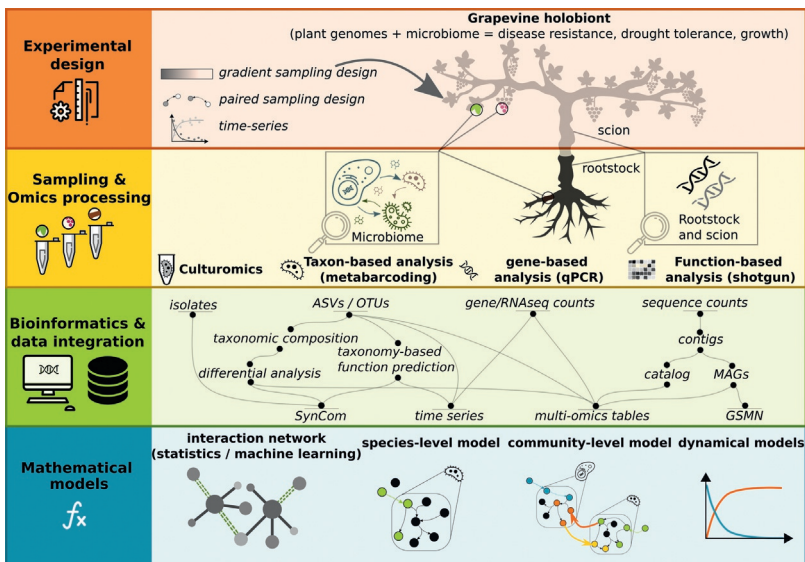 Grapevine holobiont
(plant genomes + microbiome = disease resistance, drought tolerance, growth)
Experimental
design
gradient sampling design
paired sampling design
time-series
scion
Sampling &
Omics processing
rootstock
Microbiome
Rootstock
and scion
Culturomics
Taxon-based analysis
(metabarcoding)
gene-based
analysis (qPCR)
Function-based
analysis (shotgun)
Bioinformatics &
data integration
isolates
ASVs / OTUs
gene/RNAseq counts
sequence counts
taxonomic composition
taxonomy-based
function prediction
contigs
differential analysis
catalog
MAGs
SynCom
time series
multi-omics tables
GSMN
Mathematical
models
fx
interaction network
(statistics / machine learning)
species-level model
community-level model
dynamical models